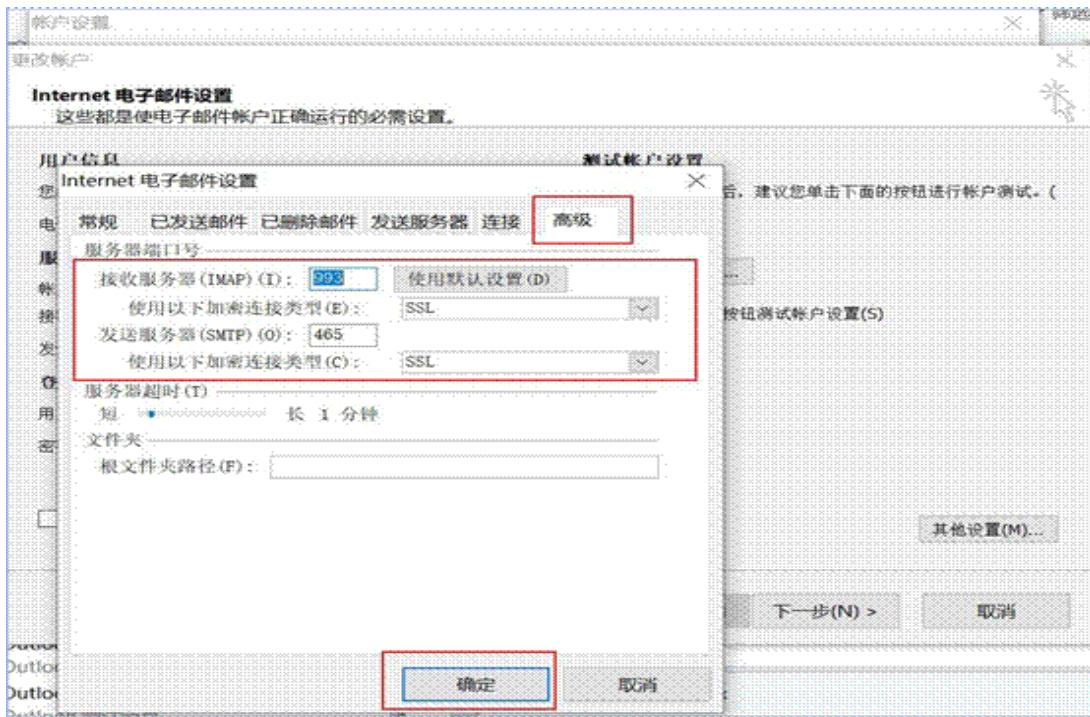 帐户设置
更改帐户
Internet 电子邮件设置
这些都是使电子邮件帐户正确运行的必需设置。
用户信息
测试帐户设置
Internet 电子邮件设置
您
后，建议您单击下面的按钮进行帐户测试。(
电
常规 已发送邮件 已删除邮件 发送服务器 连接 高级
服务器端口号
接收服务器(IMAP)(I): 993 使用默认设置(D)
使用以下加密连接类型(E): SSL
按钮测试帐户设置(S)
发送服务器(SMTP)(O): 465
使用以下加密连接类型(C): SSL
服务器超时(T)
用
短 长 1 分钟
密
文件夹
根文件夹路径(F):
其他设置(M)...
下一步(N) >
取消
确定
取消
Outlo
Outlo